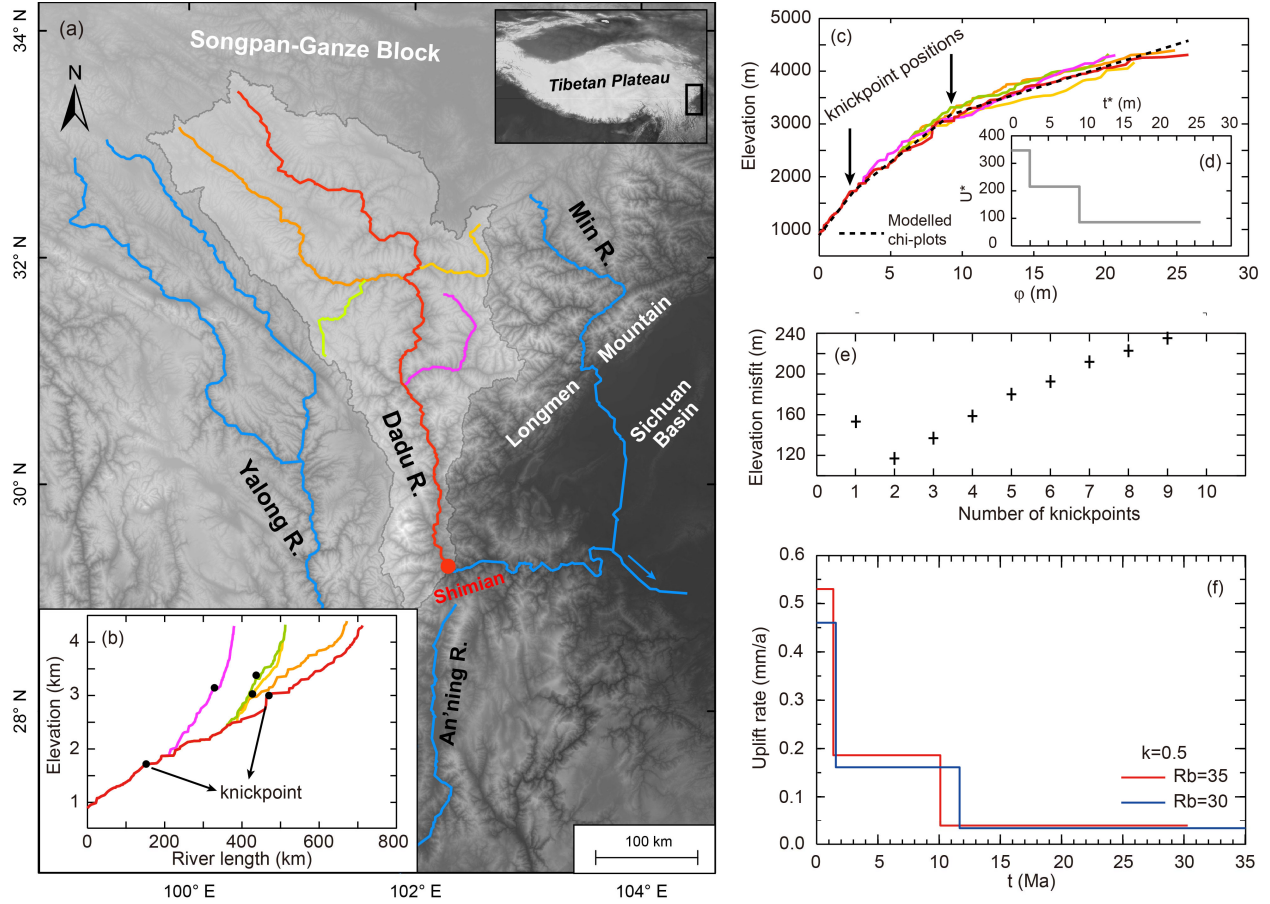 (a)
Songpan-Ganze Block
N
Tibetan Plateau
34° N
32° N
30° N
28° N
Min R.
Longmen Mountain
Sichuan
Basin
Dadu R.
Yalong R.
Shimian
An'ning R.
100 km
100° E
102° E
104° E
(b)
Elevation (km)
4
3
2
1
knickpoint
0
200
400
600
800
River length (km)
(c)
Elevation (m)
5000
4000
3000
2000
1000
knickpoint positions
Modelled
chi-plots
0
5
10
15
20
25
30
φ (m)
t* (m)
0
5
10
15
20
25
30
(d)
U*
400
300
200
100
0
(e)
Elevation misfit (m)
240
200
160
120
0
1
2
3
4
5
6
7
8
9
10
Number of knickpoints
(f)
Uplift rate (mm/a)
0.6
0.5
0.4
0.3
0.2
0.1
0.0
k=0.5
Rb=35
Rb=30
0
5
10
15
20
25
30
35
t (Ma)